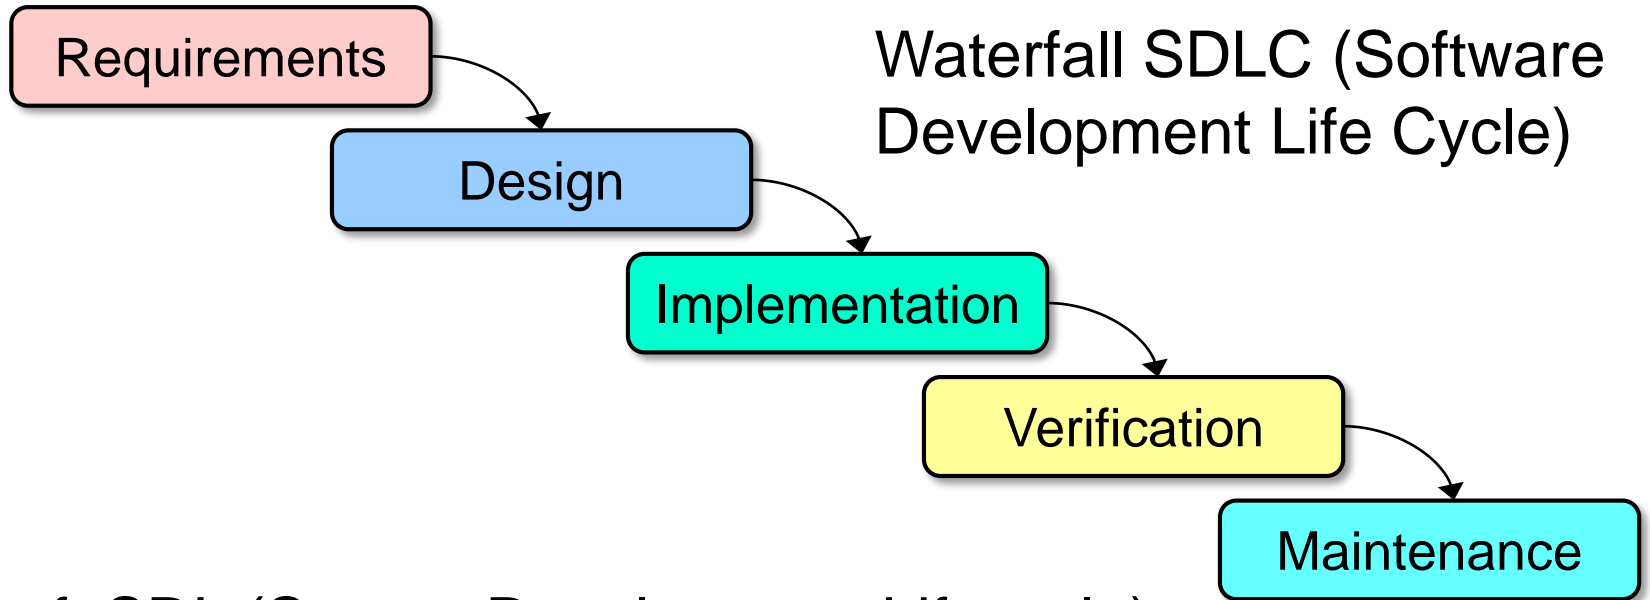 Requirements
Waterfall SDLC (Software
Development Life Cycle)
Design
Implementation
Verification
Maintenance